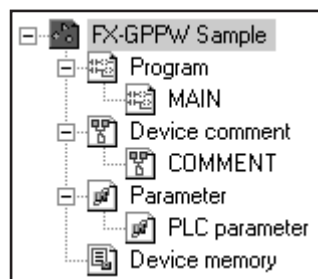 FX-GPPW Sample
Program
MAIN
Device comment
COMMENT
Parameter
PLC parameter
Device memory